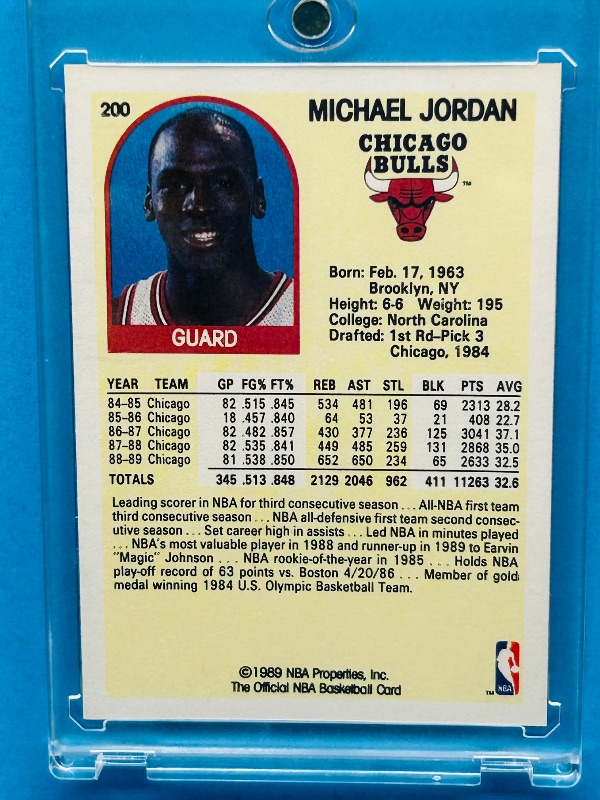 200
MICHAEL JORDAN
CHICAGO
BULLS
TM
Born: Feb. 17, 1963
Brooklyn, NY
Height: 6-6 Weight: 195
College: North Carolina
Drafted: 1st Rd–Pick 3
Chicago, 1984
GUARD
YEAR TEAM GP FG% FT% REB AST STL BLK PTS AVG
84–85 Chicago 82 .515 .845 534 481 196 69 2313 28.2
85–86 Chicago 18 .457 .840 64 53 37 21 408 22.7
86–87 Chicago 82 .482 .857 430 377 236 125 3041 37.1
87–88 Chicago 82 .535 .841 449 485 259 131 2868 35.0
88–89 Chicago 81 .538 .850 652 650 234 65 2633 32.5
TOTALS 345 .513 .848 2129 2046 962 411 11263 32.6
Leading scorer in NBA for third consecutive season ... All-NBA first team
third consecutive season ... NBA all-defensive first team second consec-
utive season ... Set career high in assists ... Led NBA in minutes played
... NBA's most valuable player in 1988 and runner-up in 1989 to Earvin
"Magic" Johnson ... NBA rookie-of-the-year in 1985 ... Holds NBA
play-off record of 63 points vs. Boston 4/20/86 ... Member of gold
medal winning 1984 U.S. Olympic Basketball Team.
©1989 NBA Properties, Inc.
The Official NBA Basketball Card
TM
NBA